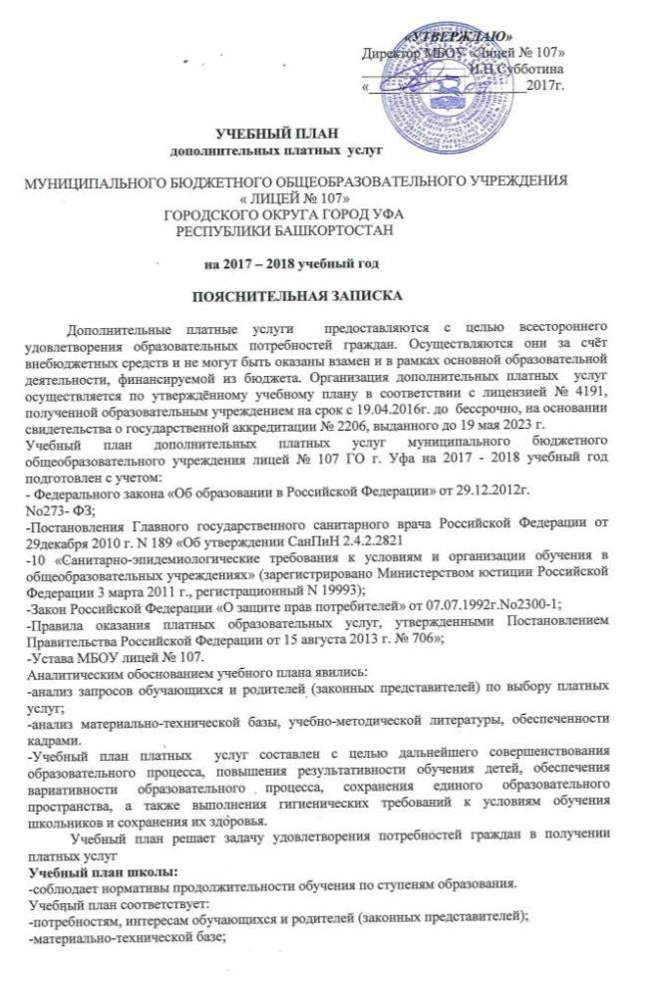 «УТВЕРЖДАЮ»
Директор МБОУ «Лицей № 107»
И.Н.Субботина
« » 09 2017г.
УЧЕБНЫЙ ПЛАН
дополнительных платных услуг
МУНИЦИПАЛЬНОГО БЮДЖЕТНОГО ОБЩЕОБРАЗОВАТЕЛЬНОГО УЧРЕЖДЕНИЯ
« ЛИЦЕЙ № 107»
ГОРОДСКОГО ОКРУГА ГОРОД УФА
РЕСПУБЛИКИ БАШКОРТОСТАН
на 2017 – 2018 учебный год
ПОЯСНИТЕЛЬНАЯ ЗАПИСКА
Дополнительные платные услуги предоставляются с целью всестороннего
удовлетворения образовательных потребностей граждан. Осуществляются они за счёт
внебюджетных средств и не могут быть оказаны взамен и в рамках основной образовательной
деятельности, финансируемой из бюджета. Организация дополнительных платных услуг
осуществляется по утверждённому учебному плану в соответствии с лицензией № 4191,
полученной образовательным учреждением на срок с 19.04.2016г. до бессрочно, на основании
свидетельства о государственной аккредитации № 2206, выданного до 19 мая 2023 г.
Учебный план дополнительных платных услуг муниципального бюджетного
общеобразовательного учреждения лицей № 107 ГО г. Уфа на 2017 - 2018 учебный год
подготовлен с учетом:
- Федерального закона «Об образовании в Российской Федерации» от 29.12.2012г.
No273- ФЗ;
-Постановления Главного государственного санитарного врача Российской Федерации от
29декабря 2010 г. N 189 «Об утверждении СанПиН 2.4.2.2821
-10 «Санитарно-эпидемиологические требования к условиям и организации обучения в
общеобразовательных учреждениях» (зарегистрировано Министерством юстиции Российской
Федерации 3 марта 2011 г., регистрационный N 19993);
-Закон Российской Федерации «О защите прав потребителей» от 07.07.1992г.No2300-1;
-Правила оказания платных образовательных услуг, утвержденными Постановлением
Правительства Российской Федерации от 15 августа 2013 г. № 706»;
-Устава МБОУ лицей № 107.
Аналитическим обоснованием учебного плана явились:
-анализ запросов обучающихся и родителей (законных представителей) по выбору платных
услуг;
-анализ материально-технической базы, учебно-методической литературы, обеспеченности
кадрами.
-Учебный план платных услуг составлен с целью дальнейшего совершенствования
образовательного процесса, повышения результативности обучения детей, обеспечения
вариативности образовательного процесса, сохранения единого образовательного
пространства, а также выполнения гигиенических требований к условиям обучения
школьников и сохранения их здоровья.
Учебный план решает задачу удовлетворения потребностей граждан в получении
платных услуг
Учебный план школы:
-соблюдает нормативы продолжительности обучения по ступеням образования.
Учебный план соответствует:
-потребностям, интересам обучающихся и родителей (законных представителей);
-материально-технической базе;